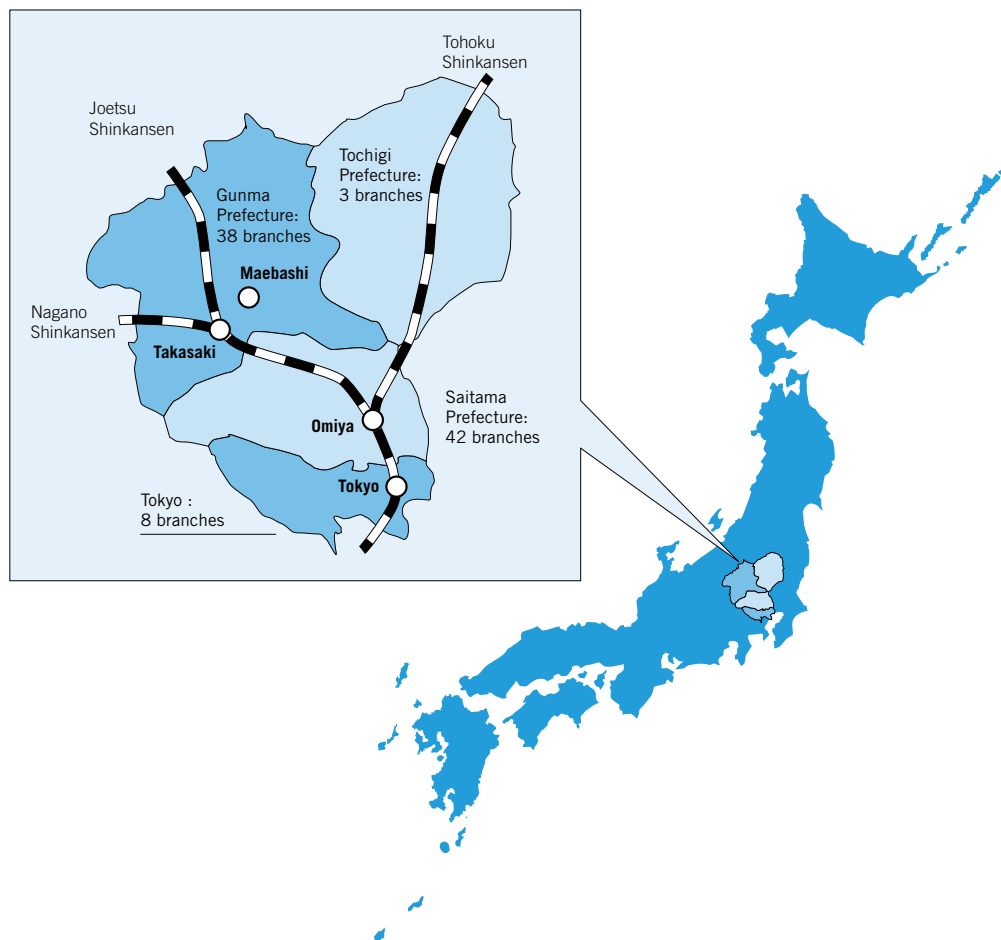 Tohoku
Shinkansen
Joetsu
Shinkansen
Tochigi
Prefecture:
3 branches
Gunma
Prefecture:
38 branches
Maebashi
Nagano
Shinkansen
Takasaki
Saitama
Prefecture:
42 branches
Omiya
Tokyo
Tokyo :
8 branches